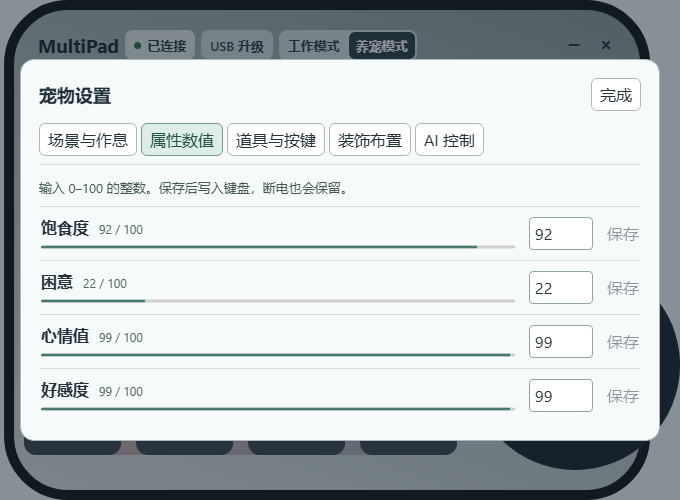 MultiPad 已连接 USB 升级 工作模式 养宠模式
宠物设置 完成
场景与作息 属性数值 道具与按键 装饰布置 AI 控制
输入 0–100 的整数。保存后写入键盘，断电也会保留。
饱食度 92 / 100 92 保存
困意 22 / 100 22 保存
心情值 99 / 100 99 保存
好感度 99 / 100 99 保存